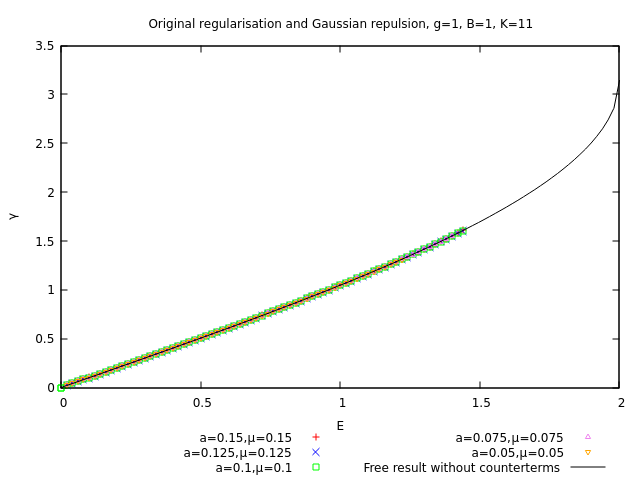 Original regularisation and Gaussian repulsion, g=1, B=1, K=11
3.5
3
2.5
2
1.5
1
0.5
0
γ
0 0.5 1 1.5 2
E
a=0.15,μ=0.15
a=0.125,μ=0.125
a=0.1,μ=0.1
a=0.075,μ=0.075
a=0.05,μ=0.05
Free result without counterterms